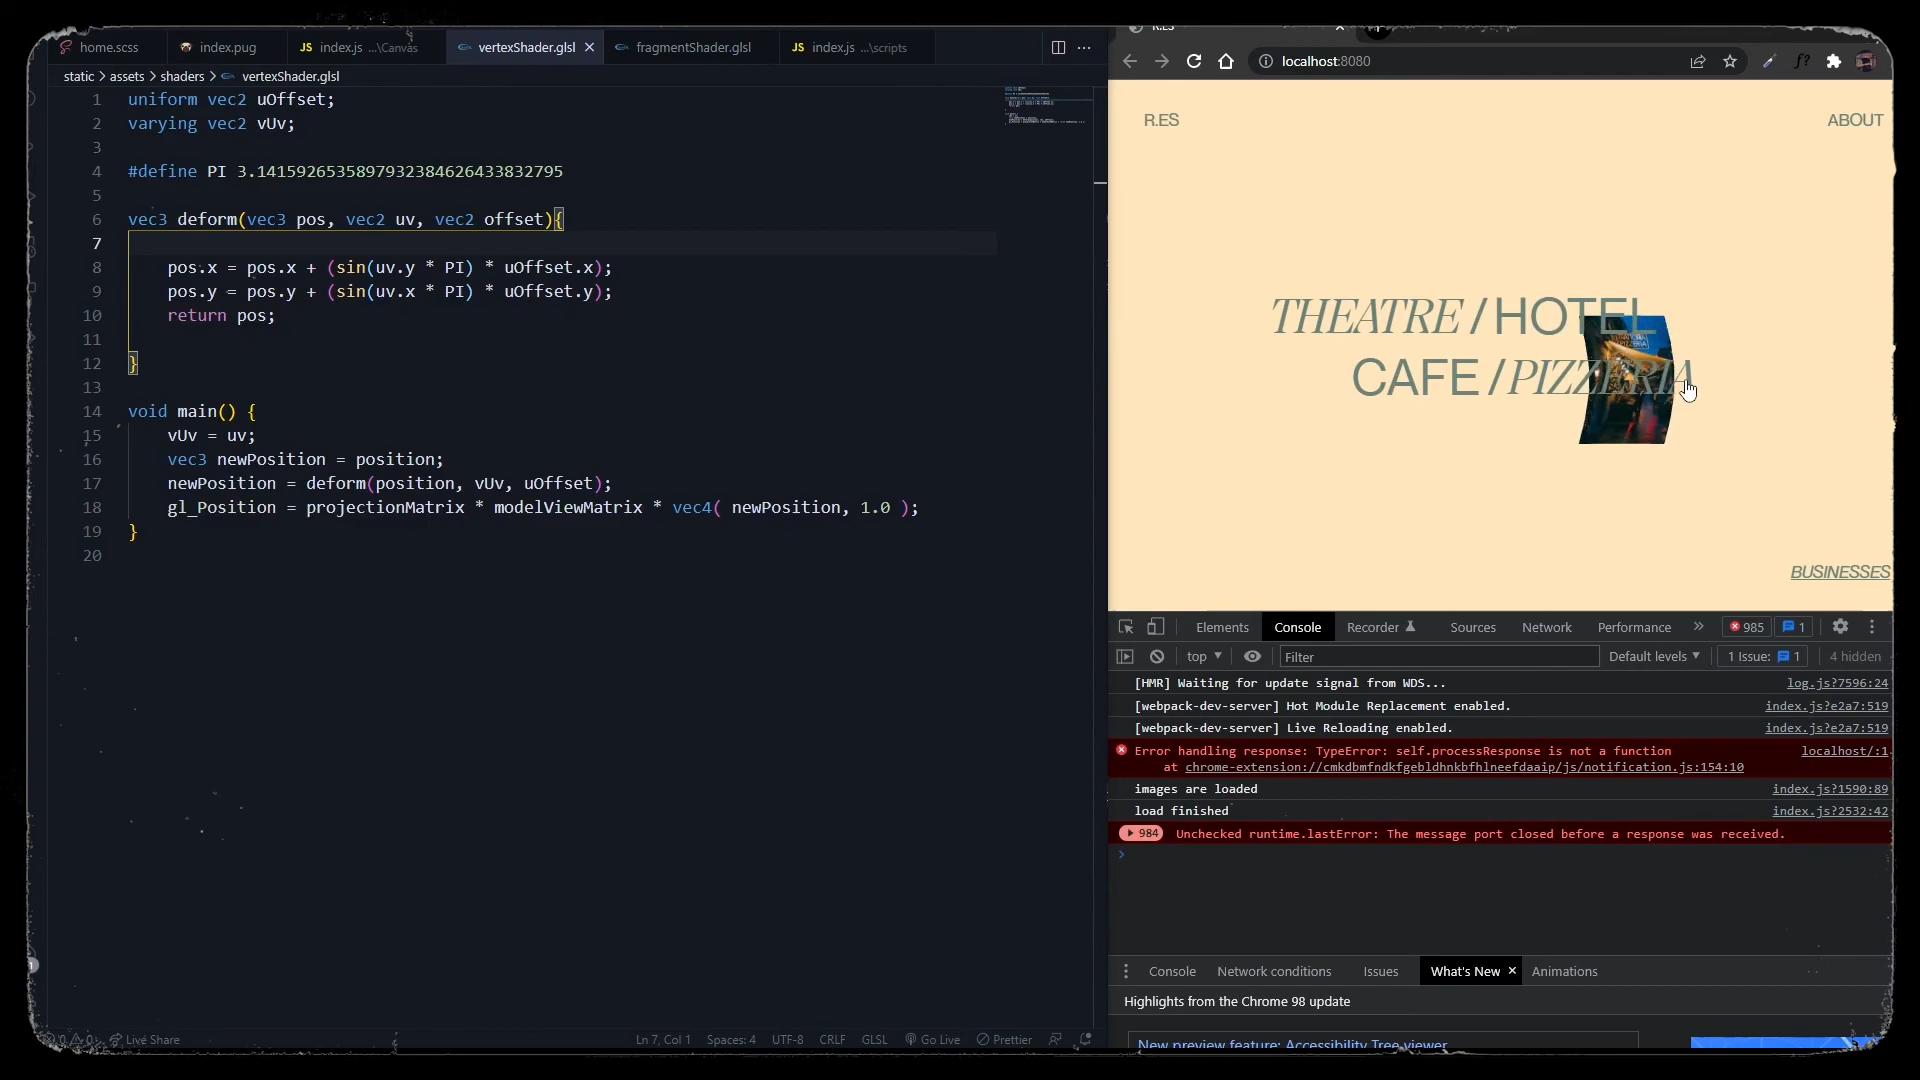 home.scss
index.pug
JS index.js ...\Canvas
vertexShader.glsl
fragmentShader.glsl
JS index.js ...\scripts
static > assets > shaders > vertexShader.glsl
1 uniform vec2 uOffset;
2 varying vec2 vUv;
3
4 #define PI 3.1415926535897932384626433832795
5
6 vec3 deform(vec3 pos, vec2 uv, vec2 offset){
7
8 pos.x = pos.x + (sin(uv.y * PI) * uOffset.x);
9 pos.y = pos.y + (sin(uv.x * PI) * uOffset.y);
10 return pos;
11
12 }
13
14 void main() {
15 vUv = uv;
16 vec3 newPosition = position;
17 newPosition = deform(position, vUv, uOffset);
18 gl_Position = projectionMatrix * modelViewMatrix * vec4( newPosition, 1.0 );
19 }
20
Live Share
Ln 7, Col 1
Spaces: 4
UTF-8
CRLF
GLSL
Go Live
Prettier
R.ES
localhost:8080
R.ES
ABOUT
THEATRE / HOTEL
CAFE / PIZZERIA
BUSINESSES
Elements
Console
Recorder
Sources
Network
Performance
985
1
top
Filter
Default levels
1 Issue: 1
4 hidden
[HMR] Waiting for update signal from WDS... log.js?7596:24
[webpack-dev-server] Hot Module Replacement enabled. index.js?e2a7:519
[webpack-dev-server] Live Reloading enabled. index.js?e2a7:519
Error handling response: TypeError: self.processResponse is not a function localhost/:1
at chrome-extension://cmkdbmfndkfgebldhnkbfhlneefdaaip/js/notification.js:154:10
images are loaded index.js?1590:89
load finished index.js?2532:42
984 Unchecked runtime.lastError: The message port closed before a response was received.
Console
Network conditions
Issues
What's New
Animations
Highlights from the Chrome 98 update
New preview feature: Accessibility Tree viewer